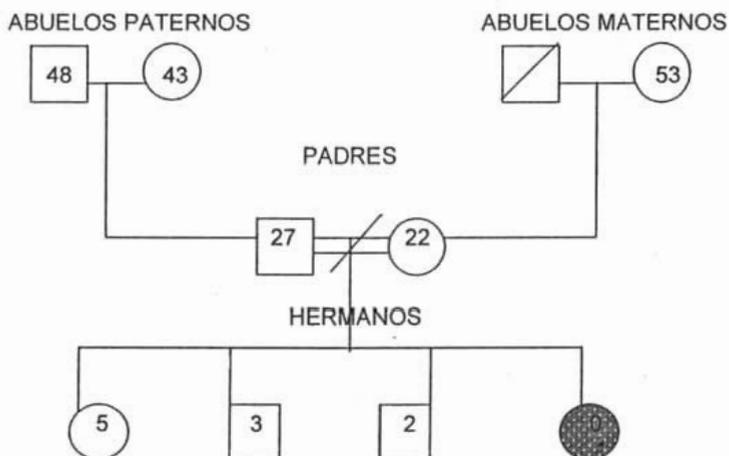 ABUELOS PATERNOS ABUELOS MATERNOS
48 43 53
PADRES
27 22
HERMANOS
5 3 2 0